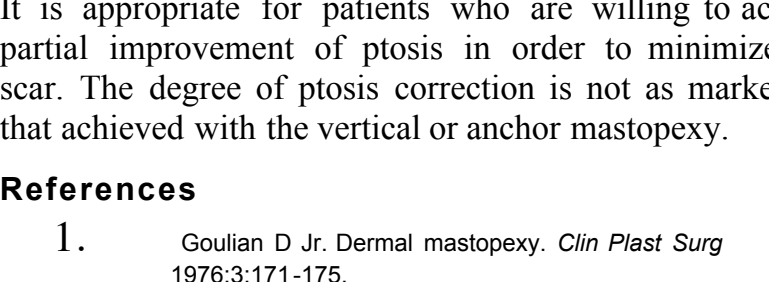 It is appropriate for patients who are willing to ac
partial improvement of ptosis in order to minimize
scar. The degree of ptosis correction is not as marke
that achieved with the vertical or anchor mastopexy.
References
1. Goulian D Jr. Dermal mastopexy. Clin Plast Surg
1976;3:171-175.